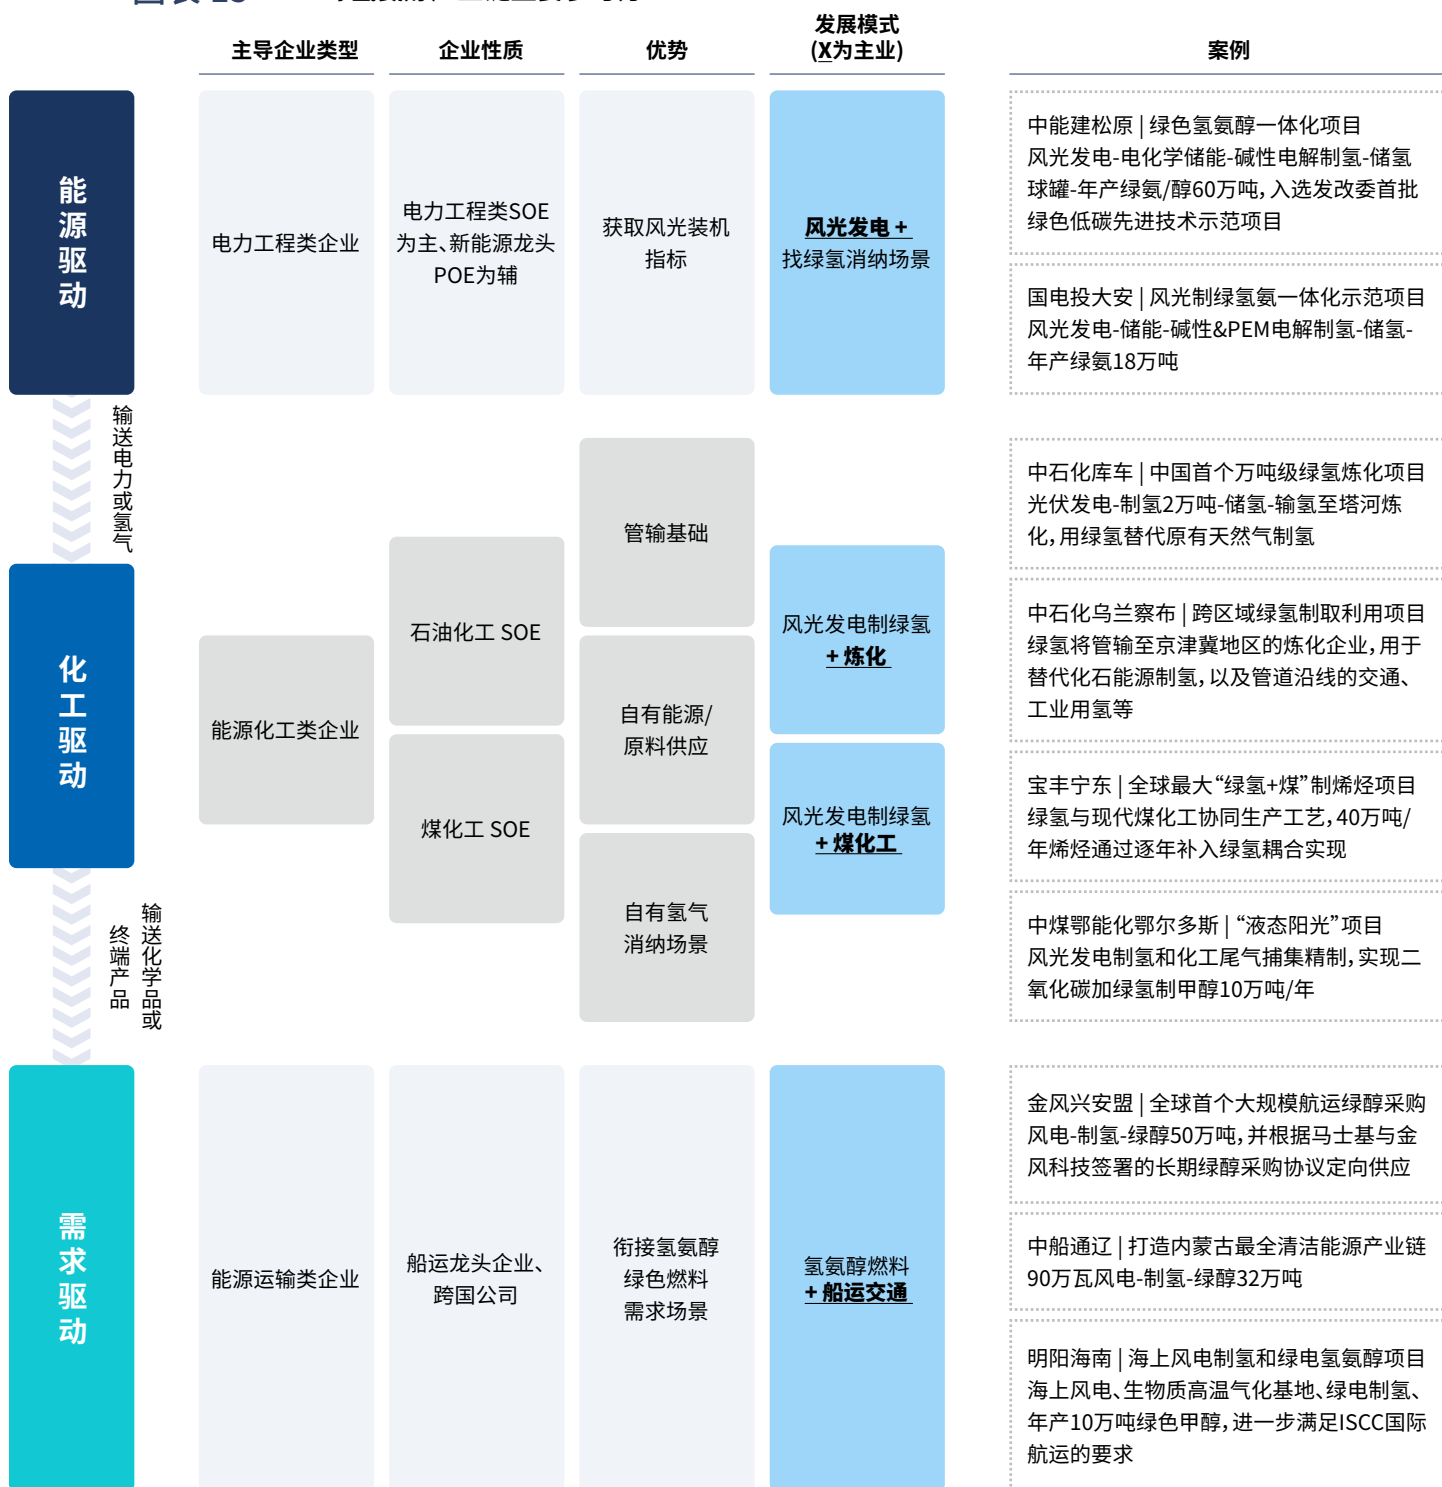 主导企业类型
企业性质
优势
发展模式
(X为主业)
案例
能源驱动
电力工程类企业
电力工程类SOE
为主、新能源龙头
POE为辅
获取风光装机
指标
风光发电 +
找绿氢消纳场景
中能建松原 | 绿色氢氨醇一体化项目
风光发电-电化学储能-碱性电解制氢-储氢
球罐-年产绿氨/醇60万吨，入选发改委首批
绿色低碳先进技术示范项目
国电投大安 | 风光制绿氢氨一体化示范项目
风光发电-储能-碱性&PEM电解制氢-储氢-
年产绿氨18万吨
输送电力或氢气
化工驱动
能源化工类企业
石油化工 SOE
煤化工 SOE
管输基础
自有能源/
原料供应
自有氢气
消纳场景
风光发电制绿氢
+ 炼化
风光发电制绿氢
+ 煤化工
中石化库车 | 中国首个万吨级绿氢炼化项目
光伏发电-制氢2万吨-储氢-输氢至塔河炼
化，用绿氢替代原有天然气制氢
中石化乌兰察布 | 跨区域绿氢制取利用项目
绿氢将管输至京津冀地区的炼化企业，用于
替代化石能源制氢，以及管道沿线的交通、
工业用氢等
宝丰宁东 | 全球最大“绿氢+煤”制烯烃项目
绿氢与现代煤化工协同生产工艺，40万吨/
年烯烃通过逐年补入绿氢耦合实现
中煤鄂能化鄂尔多斯 | “液态阳光”项目
风光发电制氢和化工尾气捕集精制，实现二
氧化碳加绿氢制甲醇10万吨/年
输送化学品或
终端产品
需求驱动
能源运输类企业
船运龙头企业、
跨国公司
衔接氢氨醇
绿色燃料
需求场景
氢氨醇燃料
+ 船运交通
金风兴安盟 | 全球首个大规模航运绿醇采购
风电-制氢-绿醇50万吨，并根据马士基与金
风科技签署的长期绿醇采购协议定向供应
中船通辽 | 打造内蒙古最全清洁能源产业链
90万瓦风电-制氢-绿醇32万吨
明阳海南 | 海上风电制氢和绿电氢氨醇项目
海上风电、生物质高温气化基地、绿电制氢、
年产10万吨绿色甲醇，进一步满足ISCC国际
航运的要求